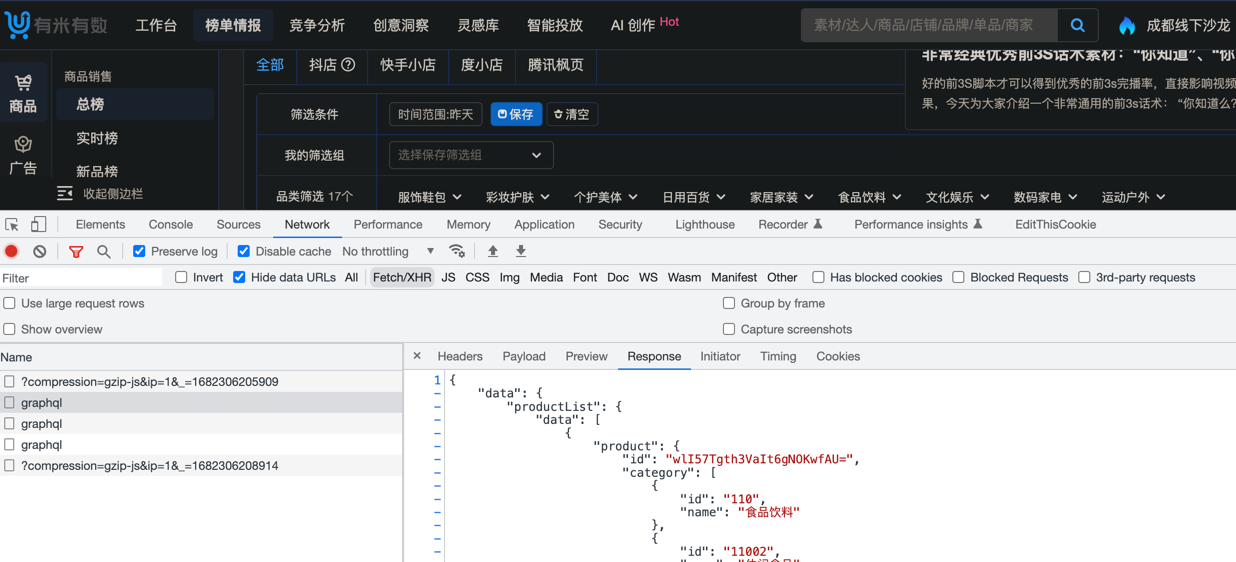 有米有数 工作台 榜单情报 竞争分析 创意洞察 灵感库 智能投放 AI 创作 Hot 素材/达人/商品/店铺/品牌/单品/商家 成都线下沙龙
商品
广告
商品销售
总榜
实时榜
新品榜
收起侧边栏
全部 抖店 快手小店 度小店 腾讯枫页
筛选条件 时间范围:昨天 保存 清空
我的筛选组 选择保存筛选组
品类筛选 17个 服饰鞋包 彩妆护肤 个护美体 日用百货 家居家装 食品饮料 文化娱乐 数码家电 运动户外
非常经典优秀前3S话术素材：“你知道”、“你
好的前3S脚本才可以得到优秀的前3s完播率，直接影响视频
果，今天为大家介绍一个非常通用的前3s话术： “你知道么?
Elements Console Sources Network Performance Memory Application Security Lighthouse Recorder Performance insights EditThisCookie
Preserve log Disable cache No throttling
Filter Invert Hide data URLs All Fetch/XHR JS CSS Img Media Font Doc WS Wasm Manifest Other Has blocked cookies Blocked Requests 3rd-party requests
Use large request rows Group by frame
Show overview Capture screenshots
Name
?compression=gzip-js&ip=1&_=1682306205909
graphql
graphql
graphql
?compression=gzip-js&ip=1&_=1682306208914
× Headers Payload Preview Response Initiator Timing Cookies
1 {
- "data": {
- "productList": {
- "data": [
- {
- "product": {
- "id": "wlI57Tgth3VaIt6gNOKwfAU=",
- "category": [
- {
- "id": "110",
- "name": "食品饮料"
- },
- {
- "id": "11002",